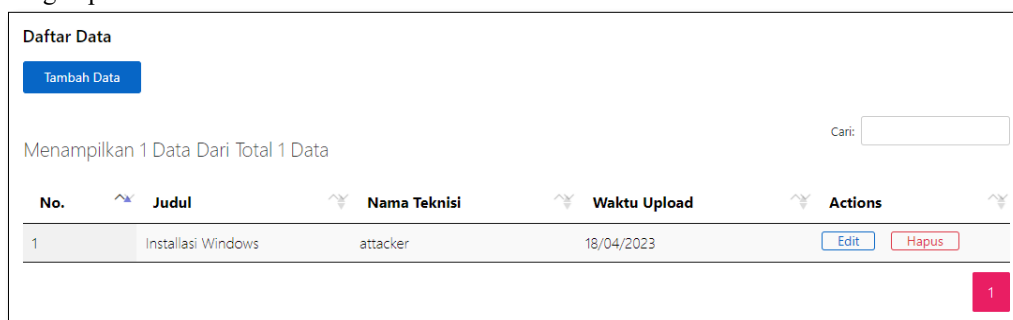 Daftar Data
Tambah Data
Cari:
Menampilkan 1 Data Dari Total 1 Data
No. Judul Nama Teknisi Waktu Upload Actions
1 Installasi Windows attacker 18/04/2023 Edit Hapus
1